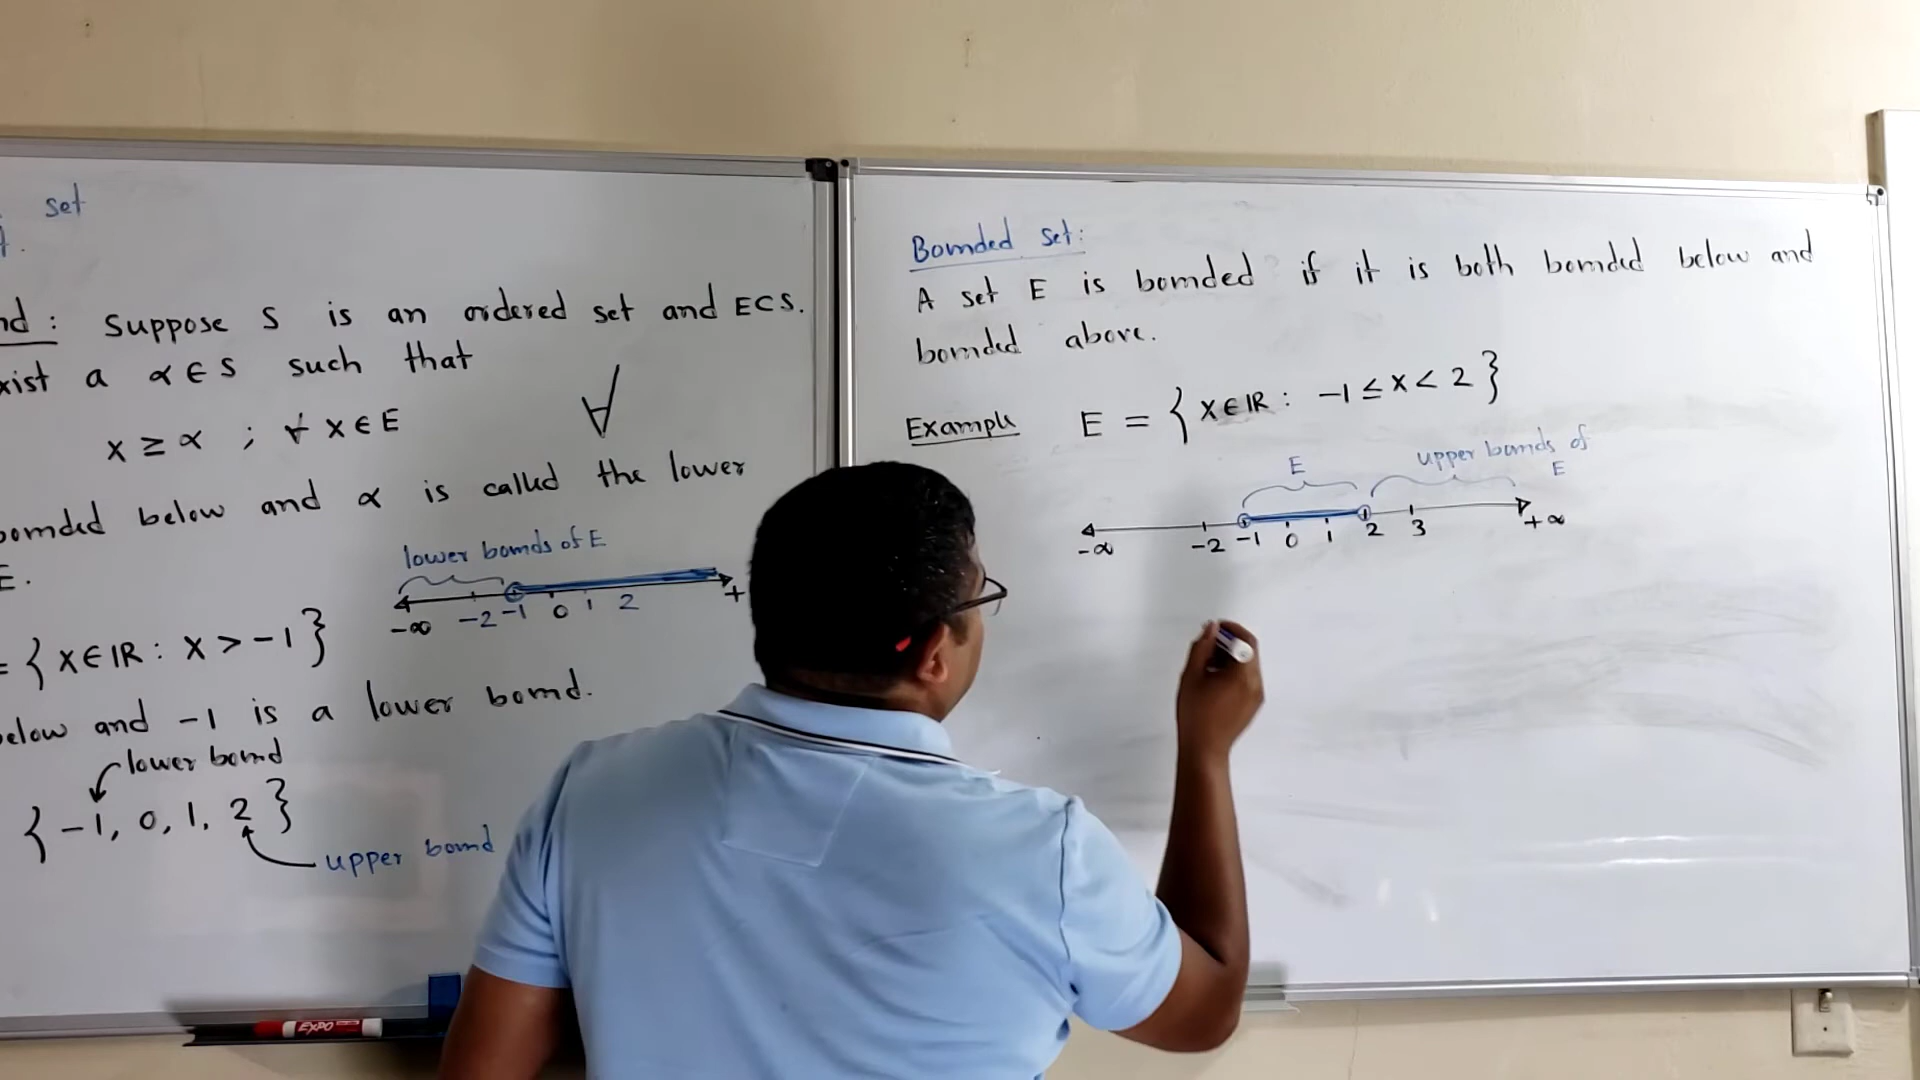 set
nd : Suppose S is an ordered set and E⊂S.
xist a α∈S such that
x ≥ α ; ∀ x∈E
∀
bounded below and α is called the lower
E.
lower bounds of E
-∞ -2 -1 0 1 2 +
= { x∈IR : x > -1 }
elow and -1 is a lower bound.
lower bound
{ -1, 0, 1, 2 }
upper bound
EXPO
Bounded set:
A set E is bounded if it is both bounded below and
bounded above.
Example E = { x∈IR : -1 ≤ x < 2 }
E upper bounds of
E
-∞ -2 -1 0 1 2 3 +∞